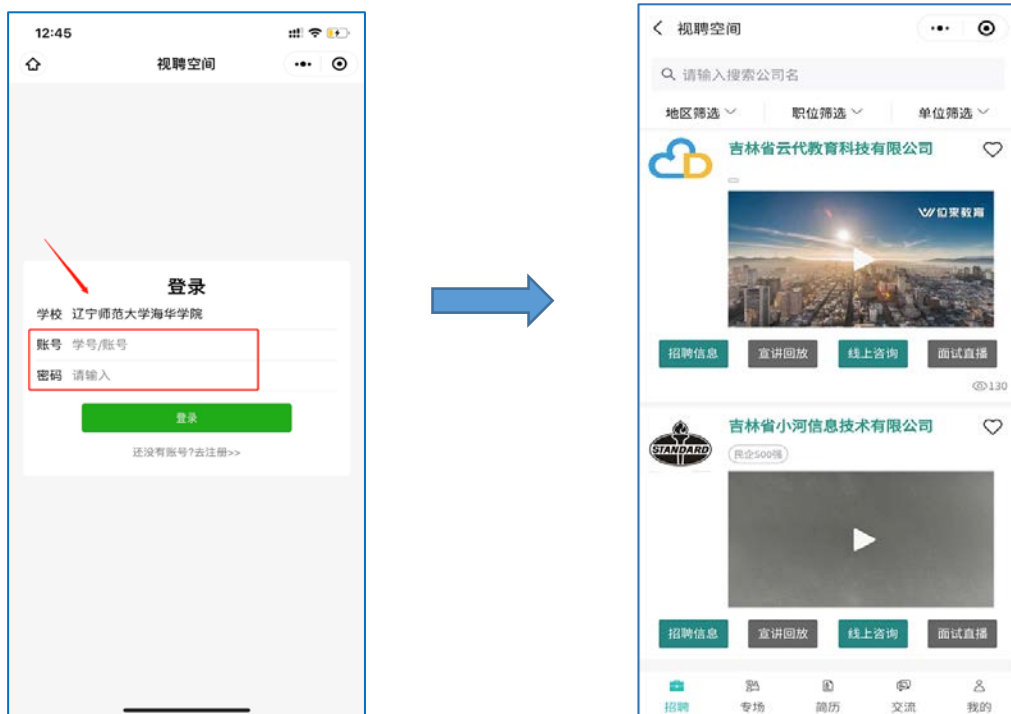 12:45
视聘空间
登录
学校 辽宁师范大学海华学院
账号 学号/账号
密码 请输入
登录
还没有账号?去注册>>
视聘空间
请输入搜索公司名
地区筛选 职位筛选 单位筛选
吉林省云代教育科技有限公司
位来教育
招聘信息 宣讲回放 线上咨询 面试直播
130
吉林省小河信息技术有限公司
STANDARD
民企500强
招聘信息 宣讲回放 线上咨询 面试直播
招聘 专场 简历 交流 我的